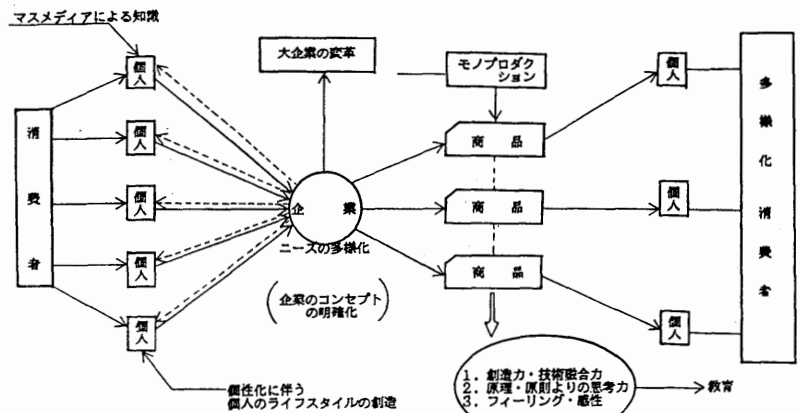 マスメディアによる知識
消費者
個人
個人
個人
個人
個人
個性化に伴う
個人のライフスタイルの創造
大企業の変革
企業
ニーズの多様化
(企業のコンセプト
の明確化)
モノプロダク
ション
商品
商品
商品
1. 創造力・技術融合力
2. 原理・原則よりの思考力
3. フィーリング・感性
教育
個人
個人
個人
多様化消費者